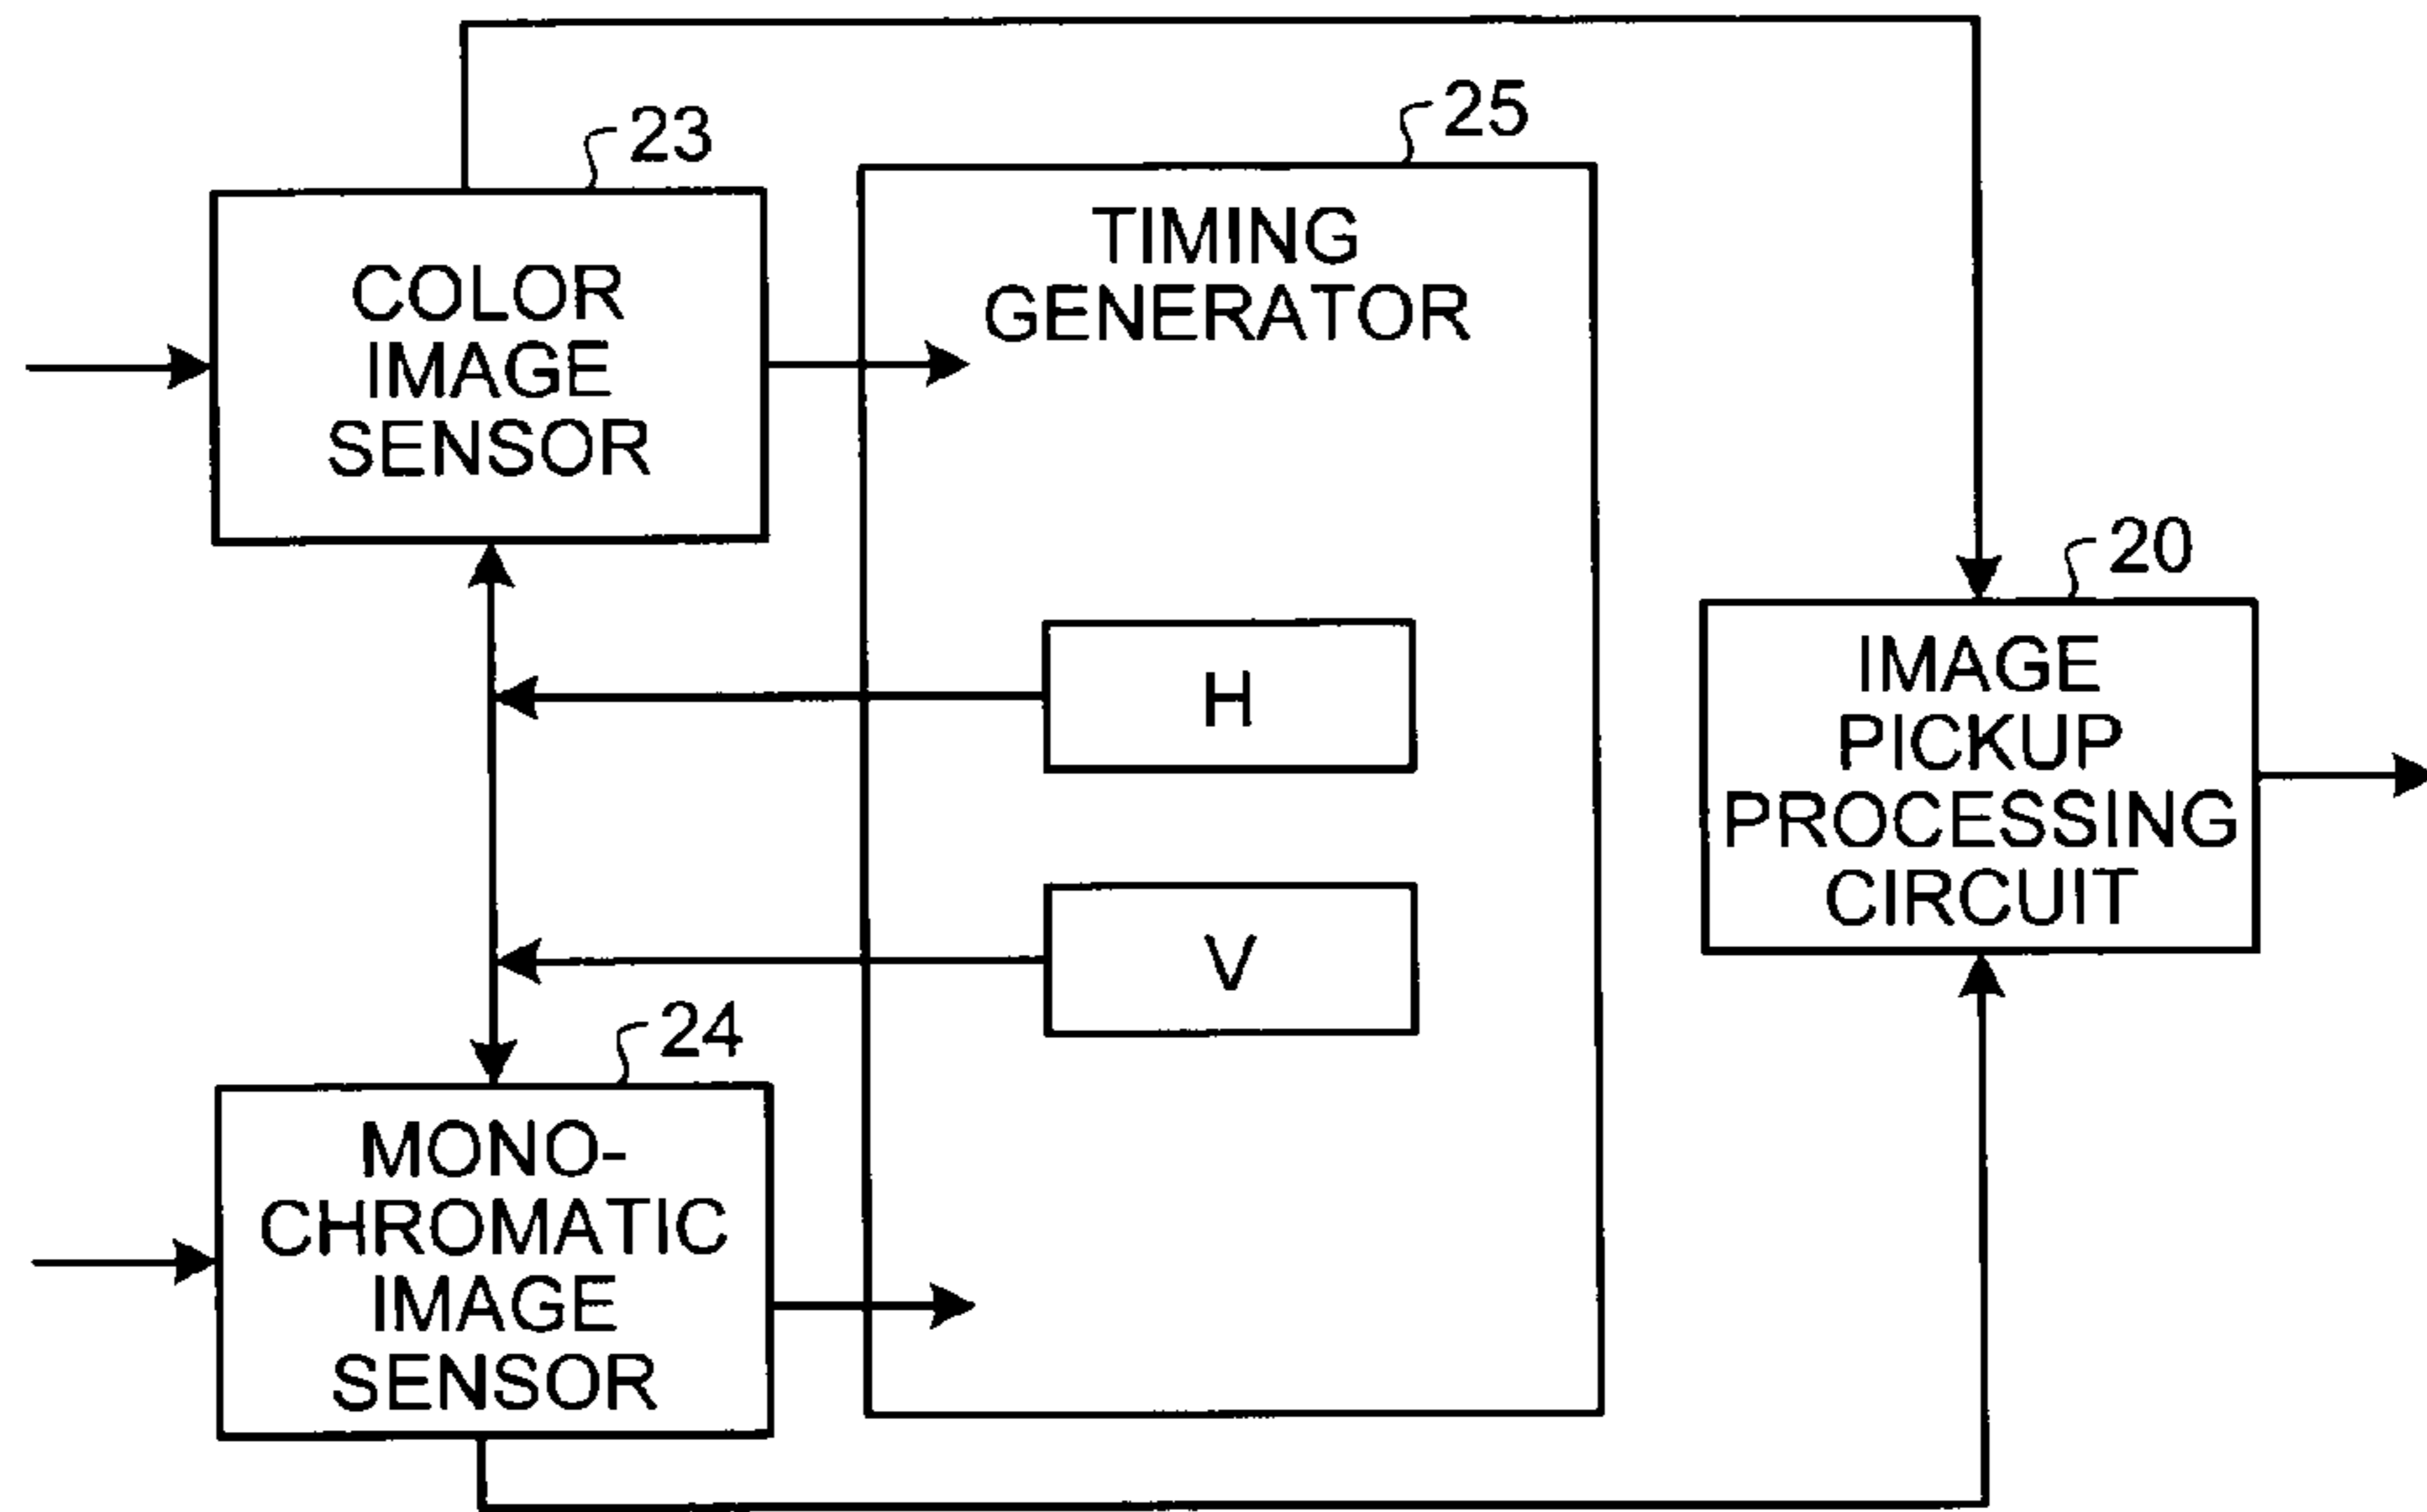 23
COLOR
IMAGE
SENSOR
25
TIMING
GENERATOR
H
V
20
IMAGE
PICKUP
PROCESSING
CIRCUIT
24
MONO-
CHROMATIC
IMAGE
SENSOR